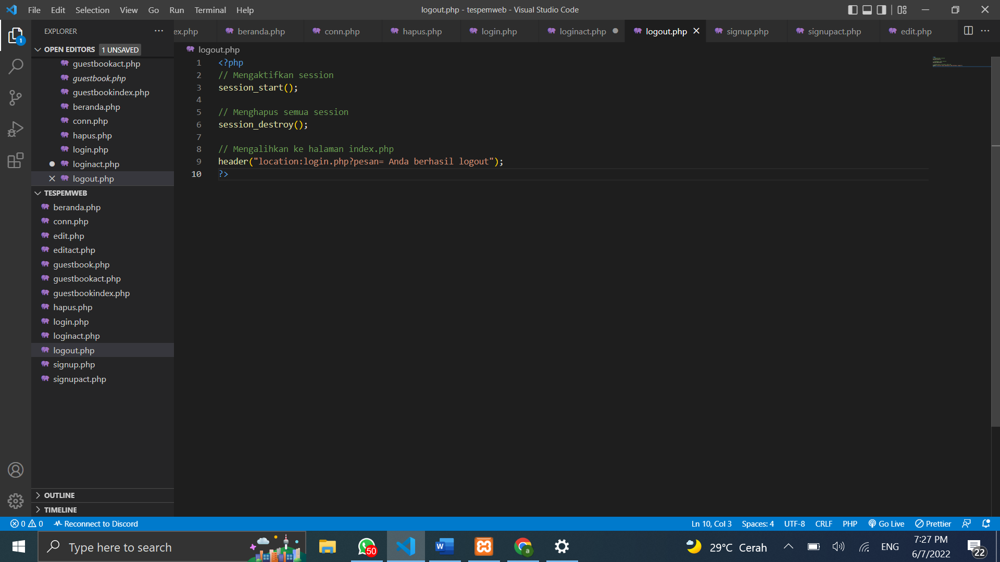 File Edit Selection View Go Run Terminal Help
logout.php - tespemweb - Visual Studio Code
EXPLORER
ex.php beranda.php conn.php hapus.php login.php loginact.php logout.php signup.php signupact.php edit.php
OPEN EDITORS 1 UNSAVED
guestbookact.php
guestbook.php
guestbookindex.php
beranda.php
conn.php
hapus.php
login.php
loginact.php
logout.php
TESPEMWEB
beranda.php
conn.php
edit.php
editact.php
guestbook.php
guestbookact.php
guestbookindex.php
hapus.php
login.php
loginact.php
logout.php
signup.php
signupact.php
OUTLINE
TIMELINE
logout.php
1 <?php
2 // Mengaktifkan session
3 session_start();
4
5 // Menghapus semua session
6 session_destroy();
7
8 // Mengalihkan ke halaman index.php
9 header("location:login.php?pesan= Anda berhasil logout");
10 ?>
1
0 0 Reconnect to Discord
Ln 10, Col 3 Spaces: 4 UTF-8 CRLF PHP Go Live Prettier
Type here to search
50
W
a
29°C Cerah
ENG
7:27 PM
6/7/2022
22